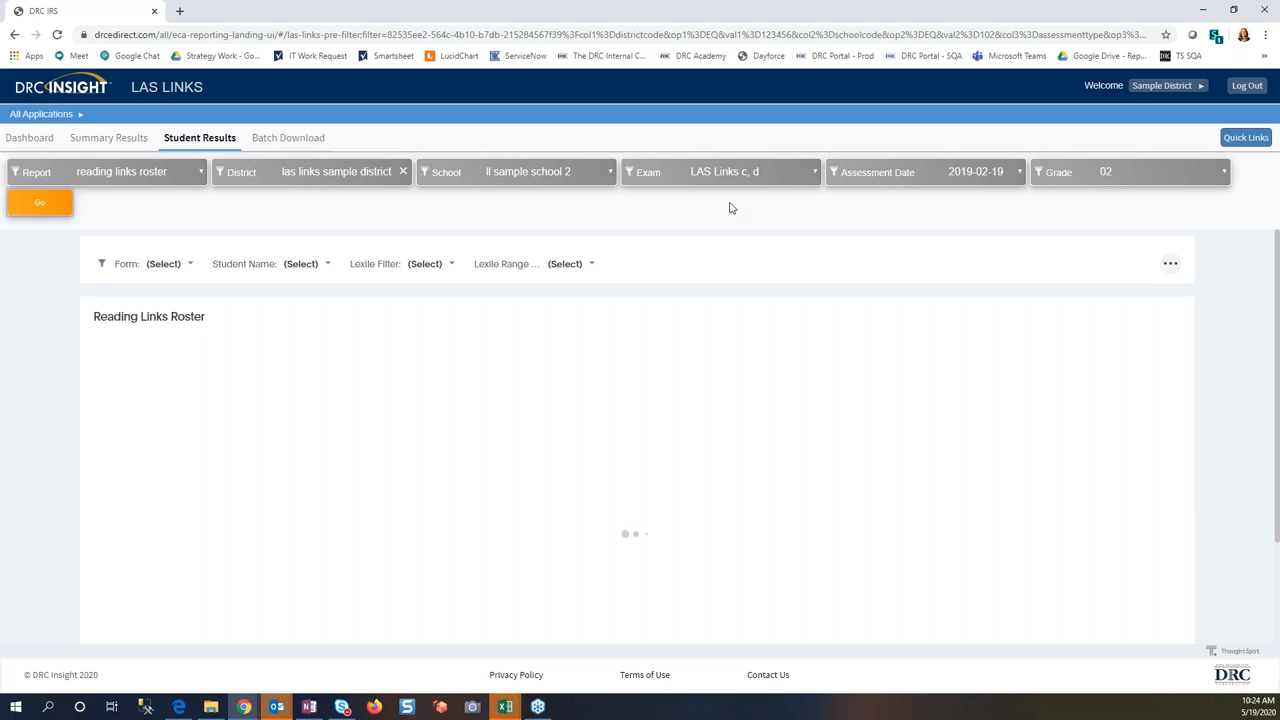 DRC IRS
drcedirect.com/all/eca-reporting-landing-ui/#/las-links-pre-filter;filter=82535ee2-564c-4b10-b7db-215284567f39%3Fcol1%3Ddistrictcode&op1%3DEQ&val1%3D123456&col2%3Dschoolcode&op2%3DEQ&val2%3D102&col3%3Dassessmenttype&op3%3...
Apps Meet Google Chat Strategy Work - Go... IT Work Request Smartsheet LucidChart ServiceNow The DRC Internal C... DRC Academy Dayforce DRC Portal - Prod DRC Portal - SQA Microsoft Teams Google Drive - Rep... TS SQA
DRC INSIGHT LAS LINKS Welcome Sample District Log Out
All Applications
Dashboard Summary Results Student Results Batch Download Quick Links
Report reading links roster District las links sample district School ll sample school 2 Exam LAS Links c, d Assessment Date 2019-02-19 Grade 02
Go
Form: (Select) Student Name: (Select) Lexile Filter: (Select) Lexile Range ... (Select)
Reading Links Roster
ThoughtSpot
© DRC Insight 2020 Privacy Policy Terms of Use Contact Us DRC
10:24 AM
5/19/2020